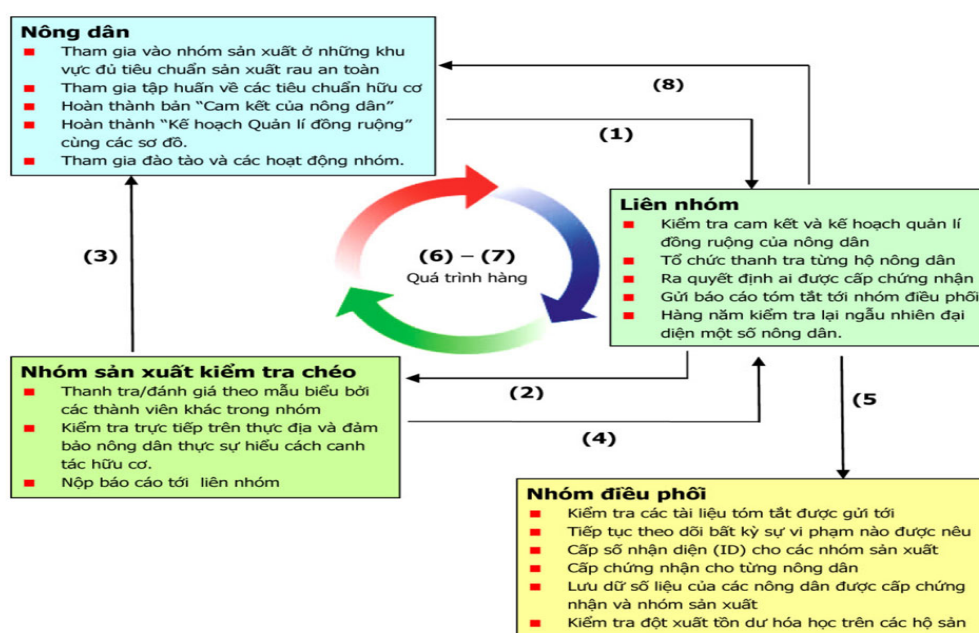 Nông dân
Tham gia vào nhóm sản xuất ở những khu
vực đủ tiêu chuẩn sản xuất rau an toàn
Tham gia tập huấn về các tiêu chuẩn hữu cơ
Hoàn thành bản “Cam kết của nông dân”
Hoàn thành “Kế hoạch Quản lí đồng ruộng”
cùng các sơ đồ.
Tham gia đào tào và các hoạt động nhóm.
(8)
(1)
Liên nhóm
Kiểm tra cam kết và kế hoạch quản lí
đồng ruộng của nông dân
Tổ chức thanh tra từng hộ nông dân
Ra quyết định ai được cấp chứng nhận
Gửi báo cáo tóm tắt tới nhóm điều phối
Hàng năm kiểm tra lại ngẫu nhiên đại
diện một số nông dân.
(3)
(6) – (7)
Quá trình hàng
Nhóm sản xuất kiểm tra chéo
Thanh tra/đánh giá theo mẫu biểu bởi
các thành viên khác trong nhóm
Kiểm tra trực tiếp trên thực địa và đảm
bảo nông dân thực sự hiểu cách canh
tác hữu cơ.
Nộp báo cáo tới liên nhóm
(2)
(4)
(5
Nhóm điều phối
Kiểm tra các tài liệu tóm tắt được gửi tới
Tiếp tục theo dõi bất kỳ sự vi phạm nào được nêu
Cấp số nhận diện (ID) cho các nhóm sản xuất
Cấp chứng nhận cho từng nông dân
Lưu dữ số liệu của các nông dân được cấp chứng
nhận và nhóm sản xuất
Kiểm tra đột xuất tồn dư hóa học trên các hộ sản